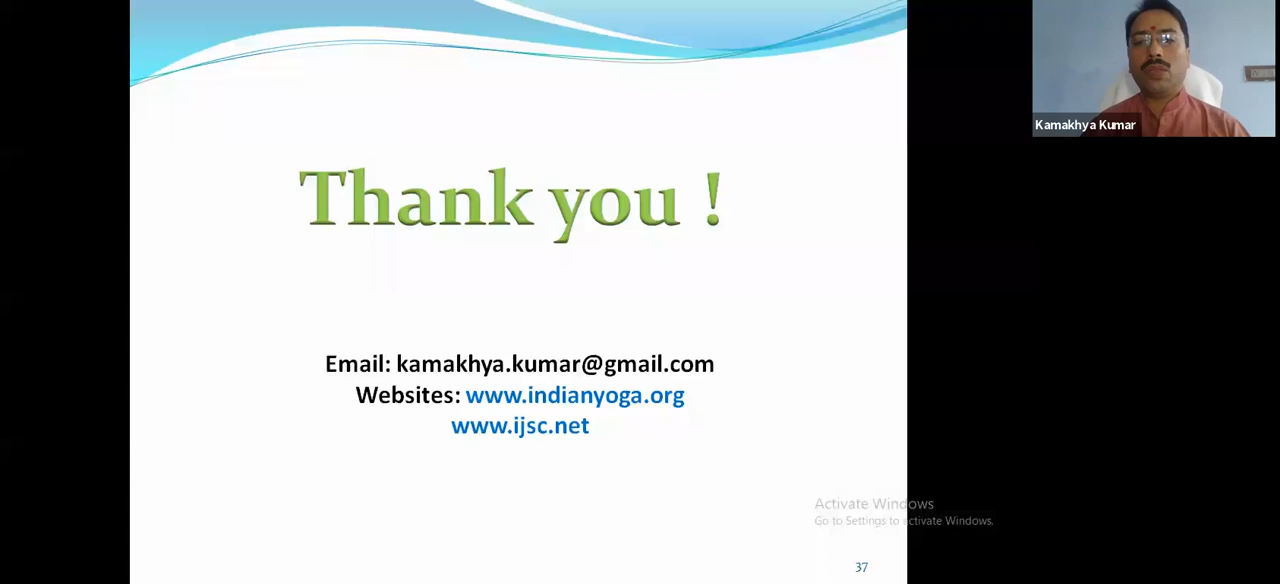 Kamakhya Kumar
Thank you !
Email: kamakhya.kumar@gmail.com
Websites: www.indianyoga.org
www.ijsc.net
Activate Windows
Go to Settings to activate Windows.
37